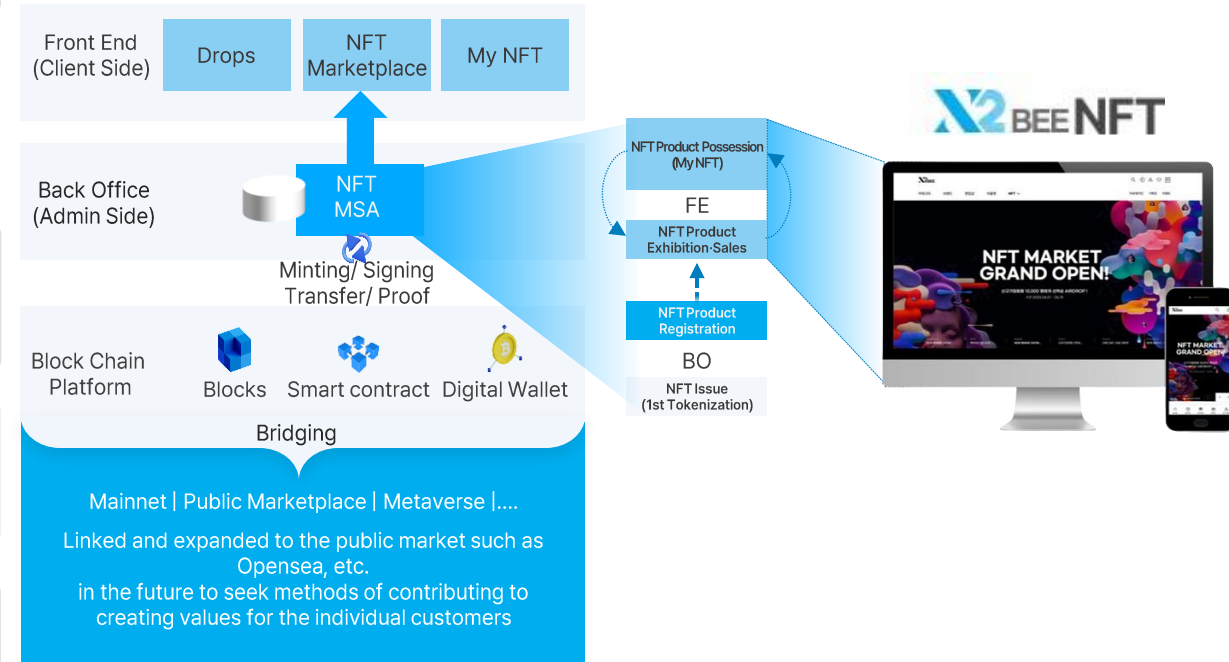 Front End
(Client Side)
Drops
NFT
Marketplace
My NFT
Back Office
(Admin Side)
NFT
MSA
Minting/ Signing
Transfer/ Proof
Block Chain
Platform
Blocks
Smart contract
Digital Wallet
Bridging
Mainnet | Public Marketplace | Metaverse |....
Linked and expanded to the public market such as
Opensea, etc.
in the future to seek methods of contributing to
creating values for the individual customers
NFT Product Possession
(My NFT)
FE
NFT Product
Exhibition·Sales
NFT Product
Registration
BO
NFT Issue
(1st Tokenization)
X2 BEE NFT
X2BEE
NFT
NFT MARKET
GRAND OPEN!
X2BEE
NFT MARKET
GRAND OPEN!